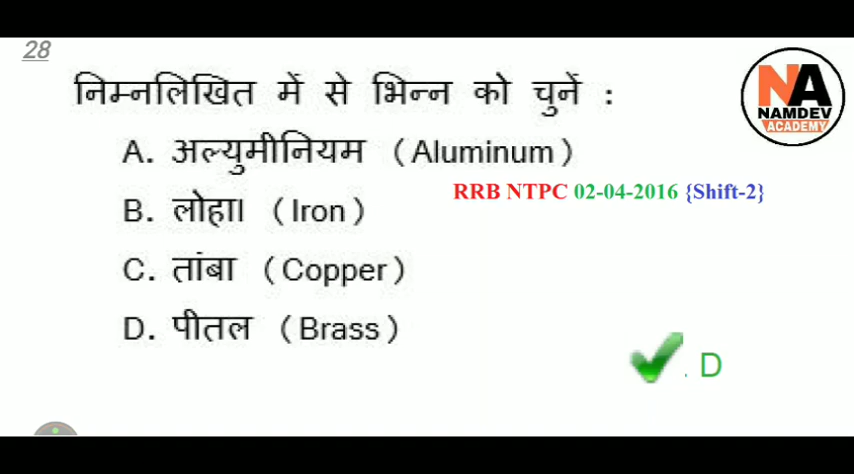 28
निम्नलिखित में से भिन्न को चुनें :
NA
NAMDEV
ACADEMY
A. अल्युमीनियम ( Aluminum )
RRB NTPC 02-04-2016 {Shift-2}
B. लोहा। ( Iron )
C. तांबा ( Copper )
D. पीतल ( Brass )
. D